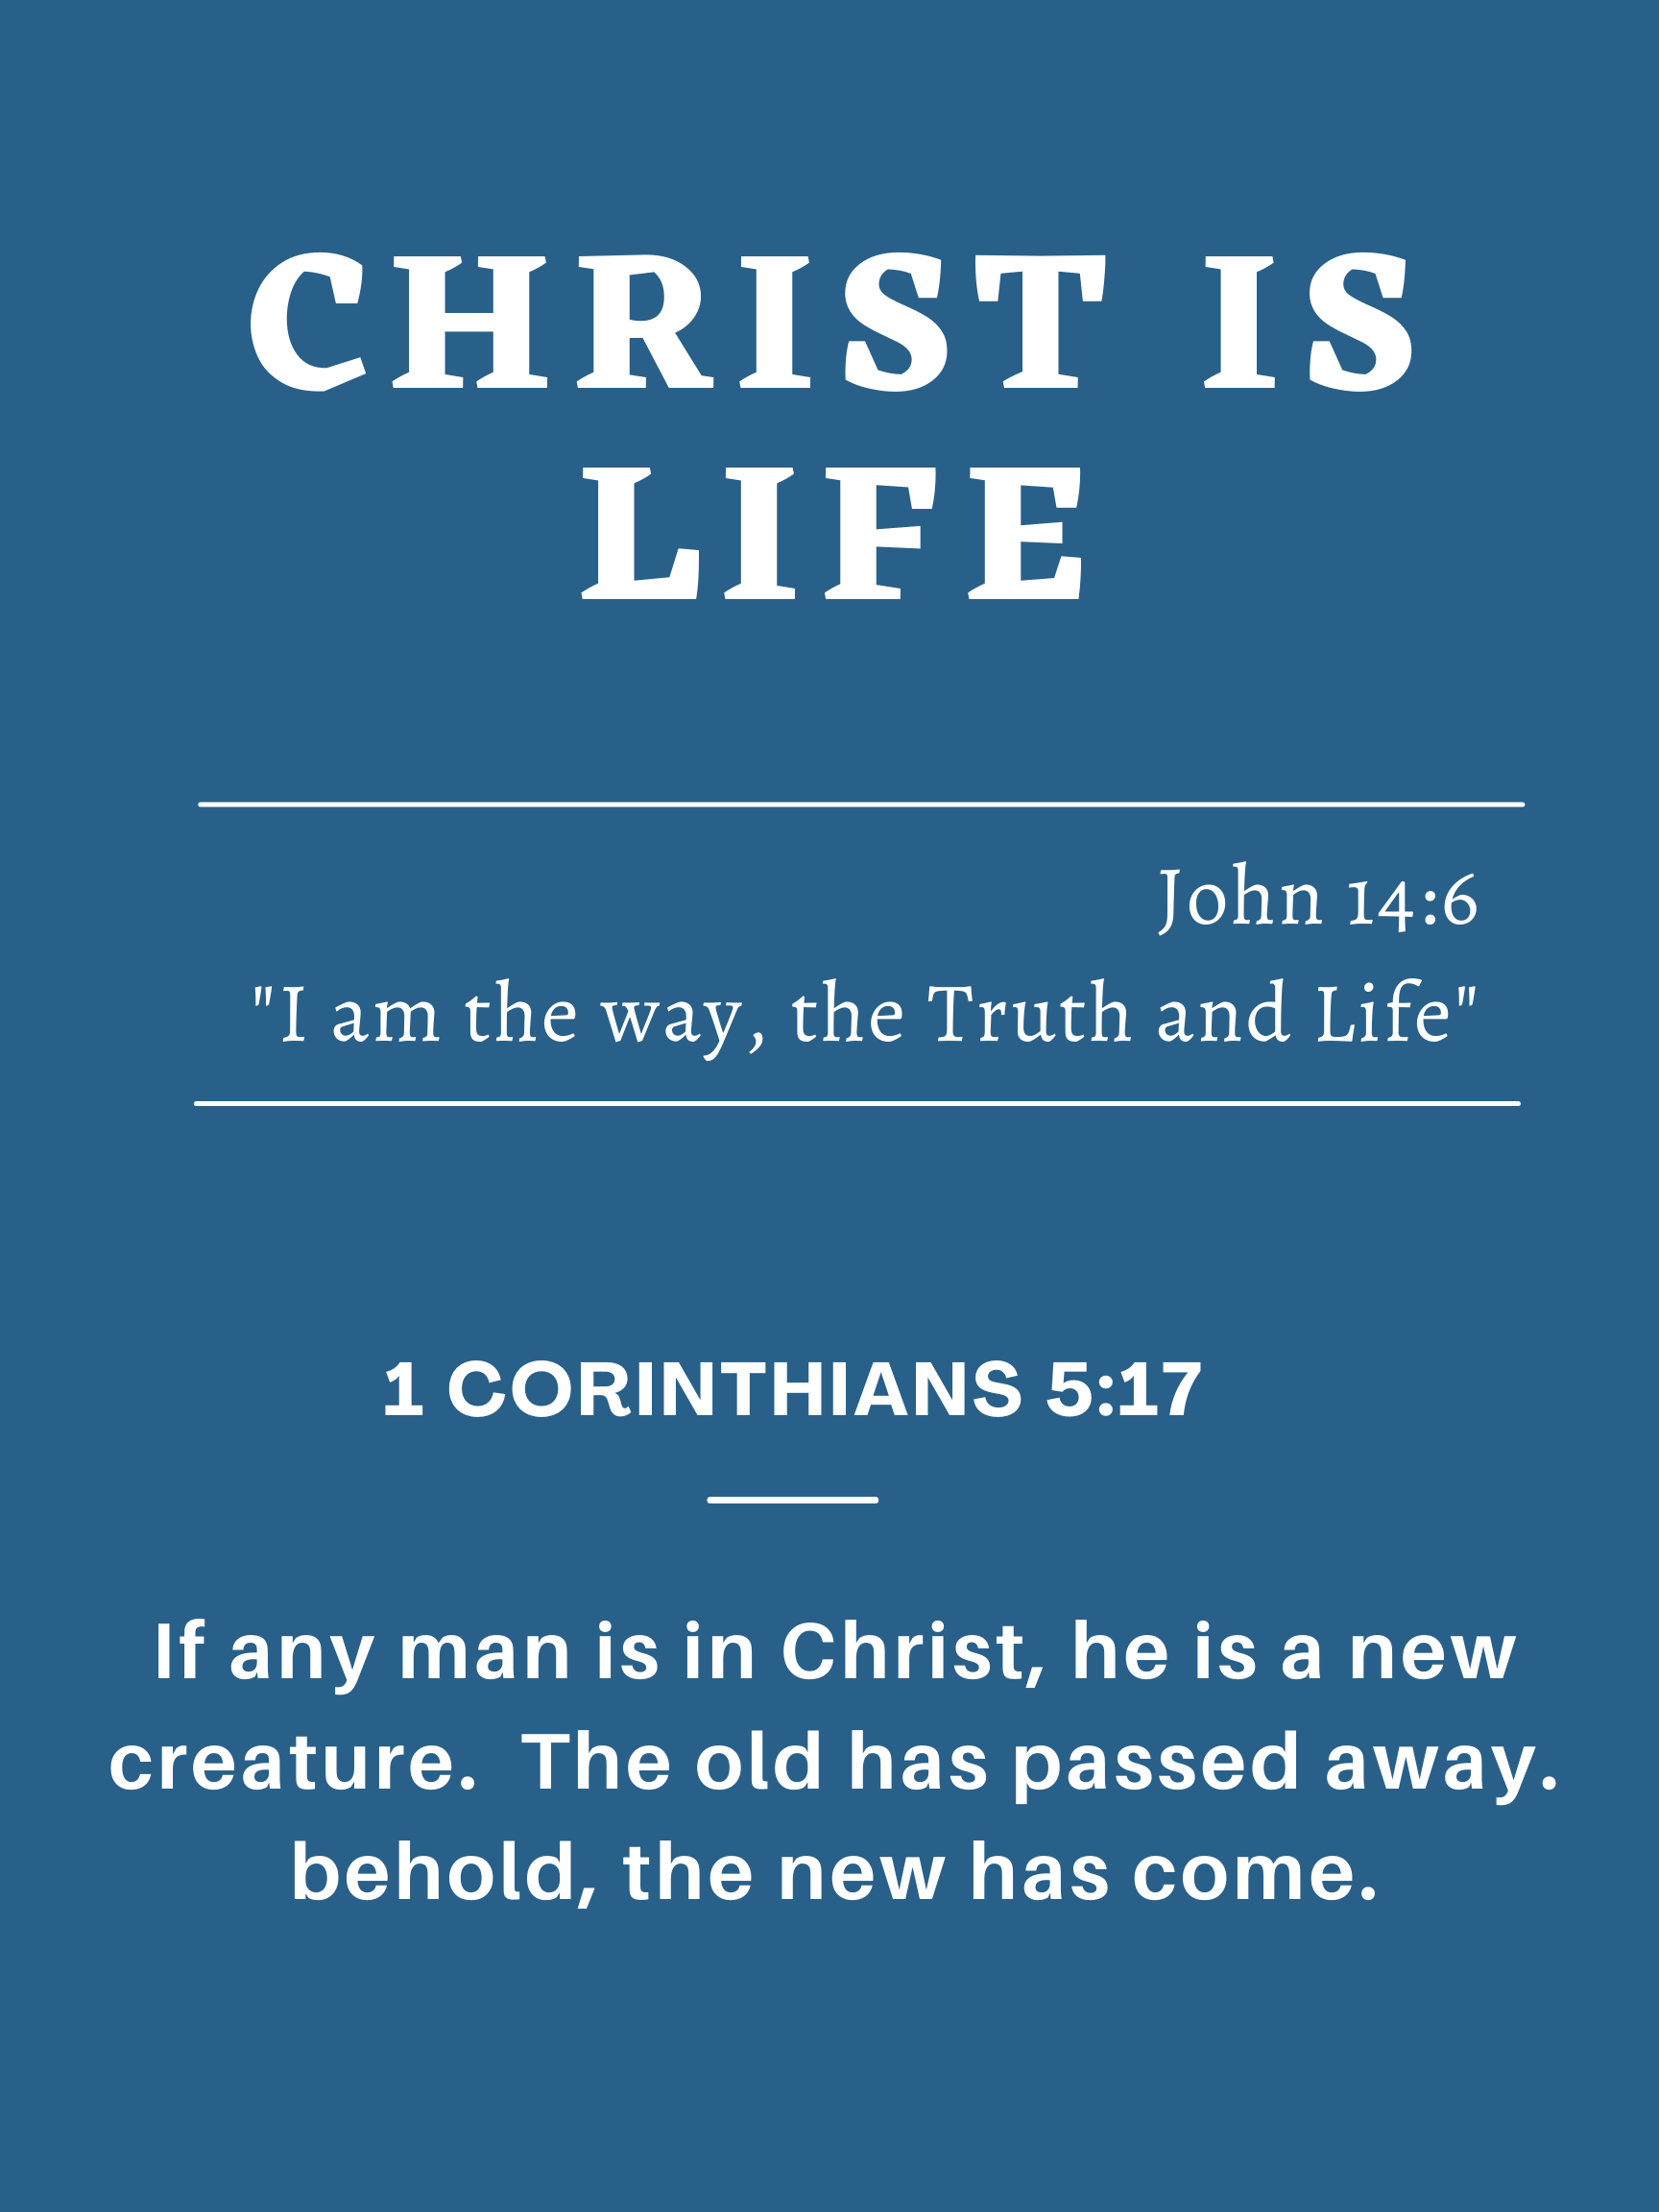 CHRIST IS
LIFE
John 14:6
"I am the way, the Truth and Life"
1 CORINTHIANS 5:17
If any man is in Christ, he is a new
creature.  The old has passed away.
behold, the new has come.